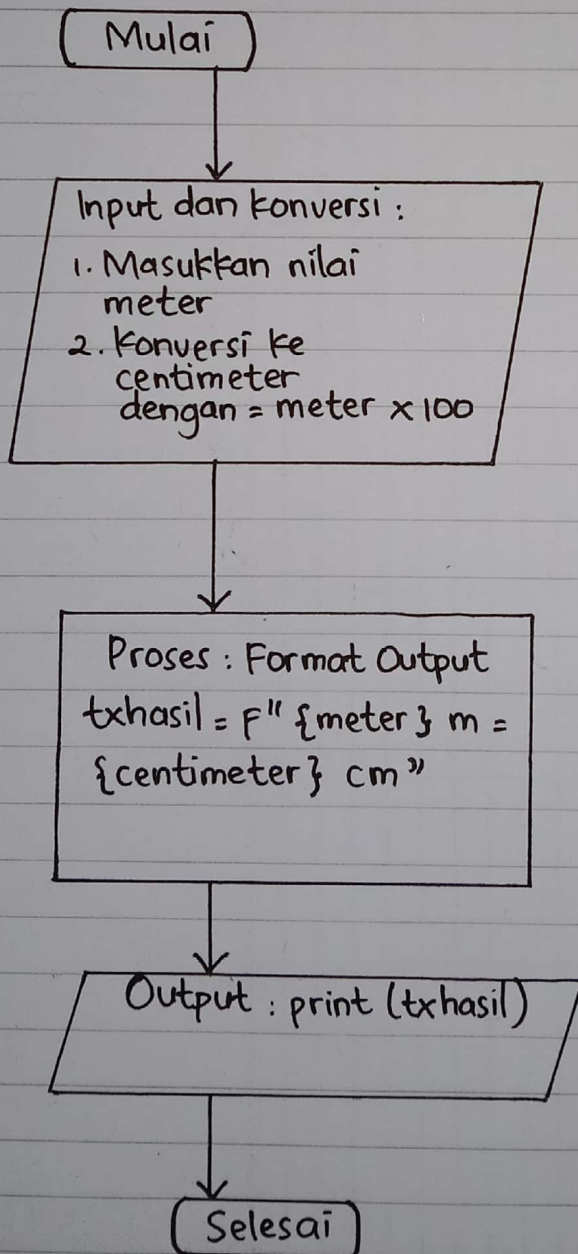 Mulai
Input dan konversi :
1. Masukkan nilai
meter
2. Konversi ke
centimeter
dengan = meter x 100
Proses : Format Output
txhasil = F" {meter} m =
{centimeter} cm"
Output : print (txhasil)
Selesai